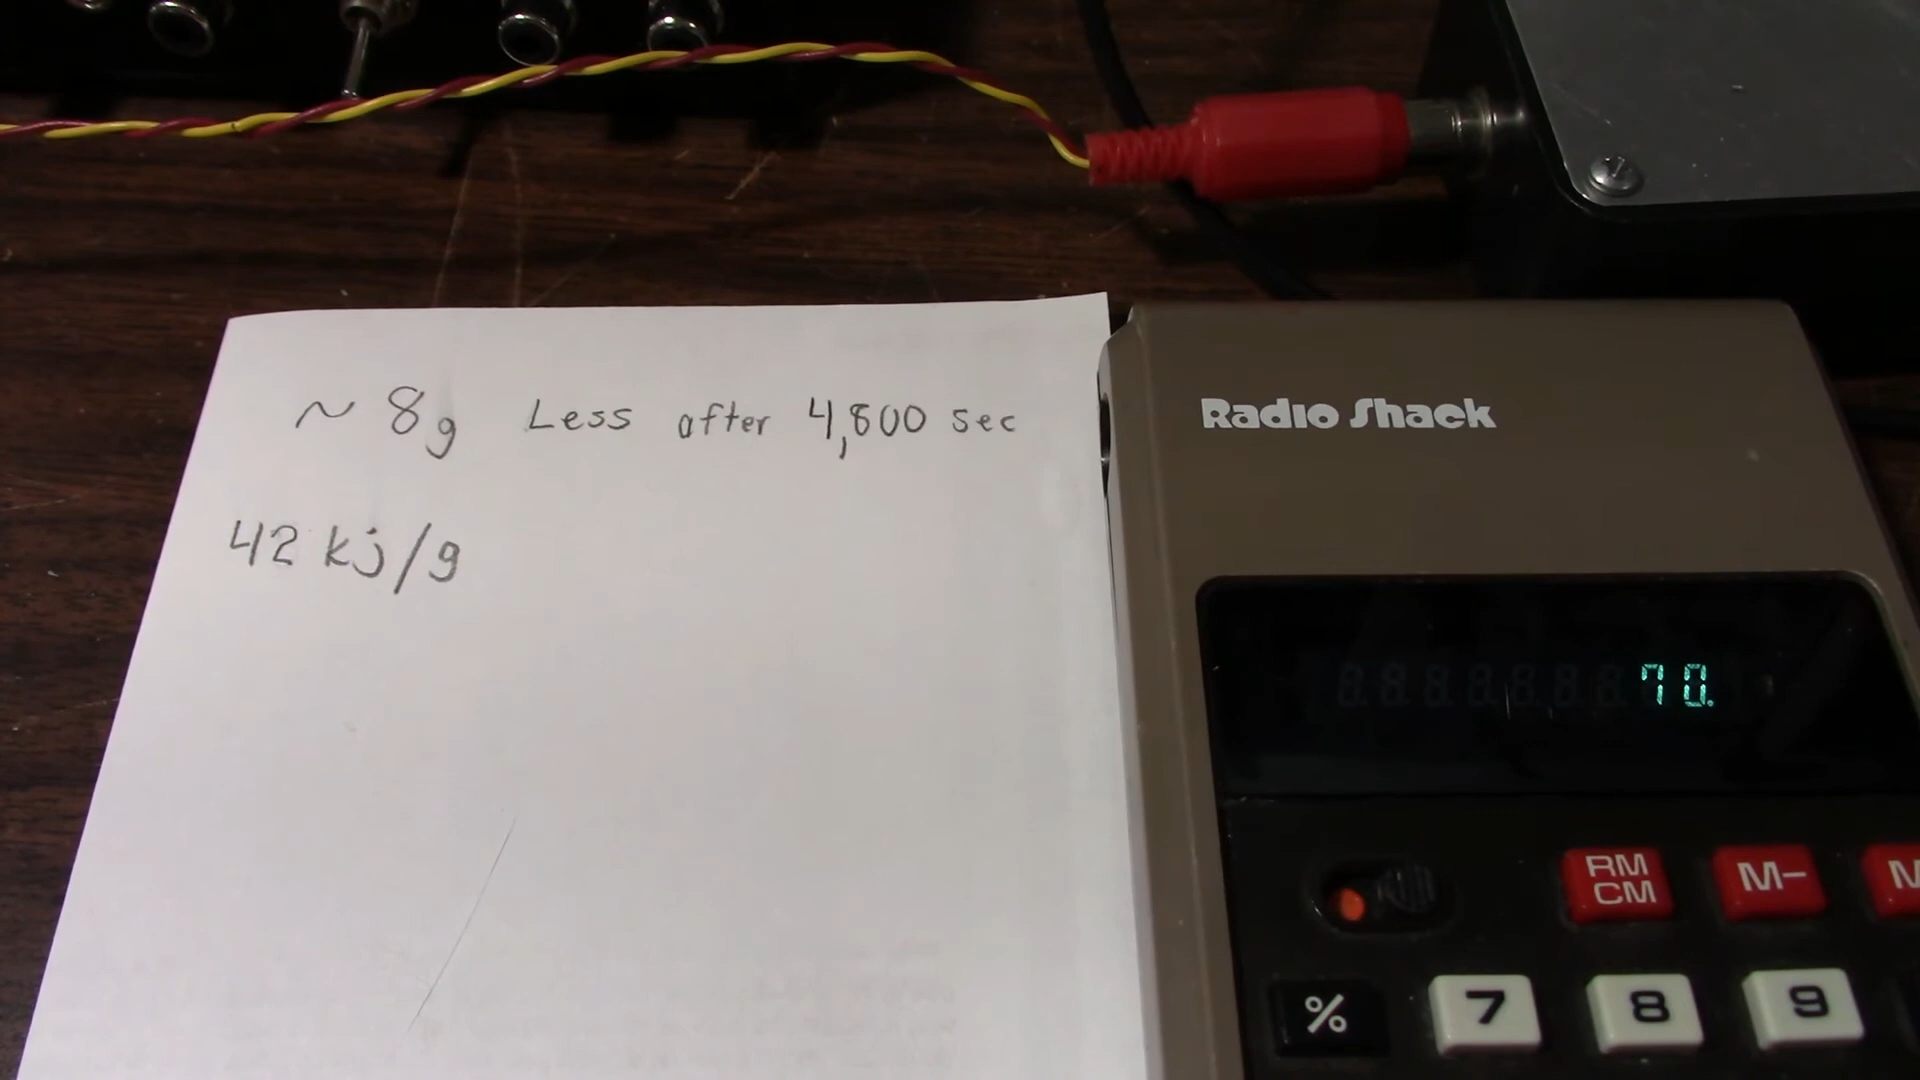 ~ 8g Less after 4,800 sec
42 kj/g
Radio Shack
70.
RM
CM
M−
% 7 8 9